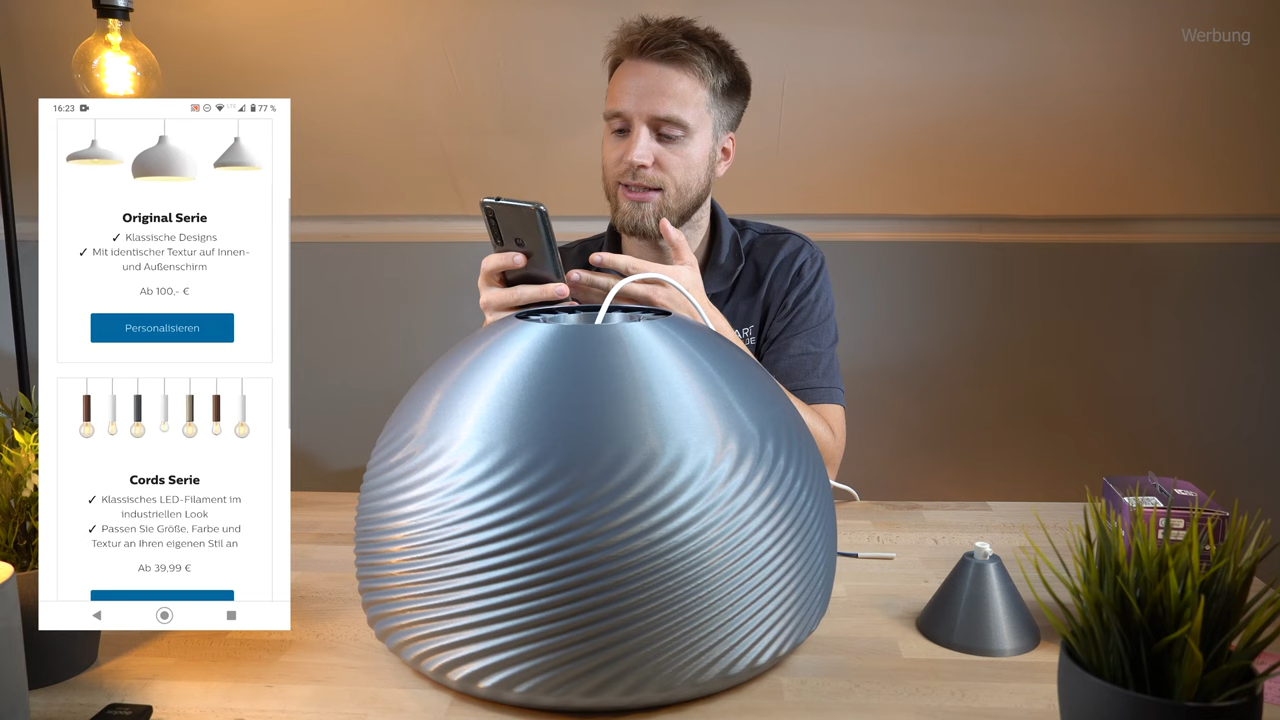 Werbung
16:23
LTE
77 %
Original Serie
✓ Klassische Designs
✓ Mit identischer Textur auf Innen-
und Außenschirm
Ab 100,- €
Personalisieren
Cords Serie
✓ Klassisches LED-Filament im
industriellen Look
✓ Passen Sie Größe, Farbe und
Textur an Ihren eigenen Stil an
Ab 39,99 €